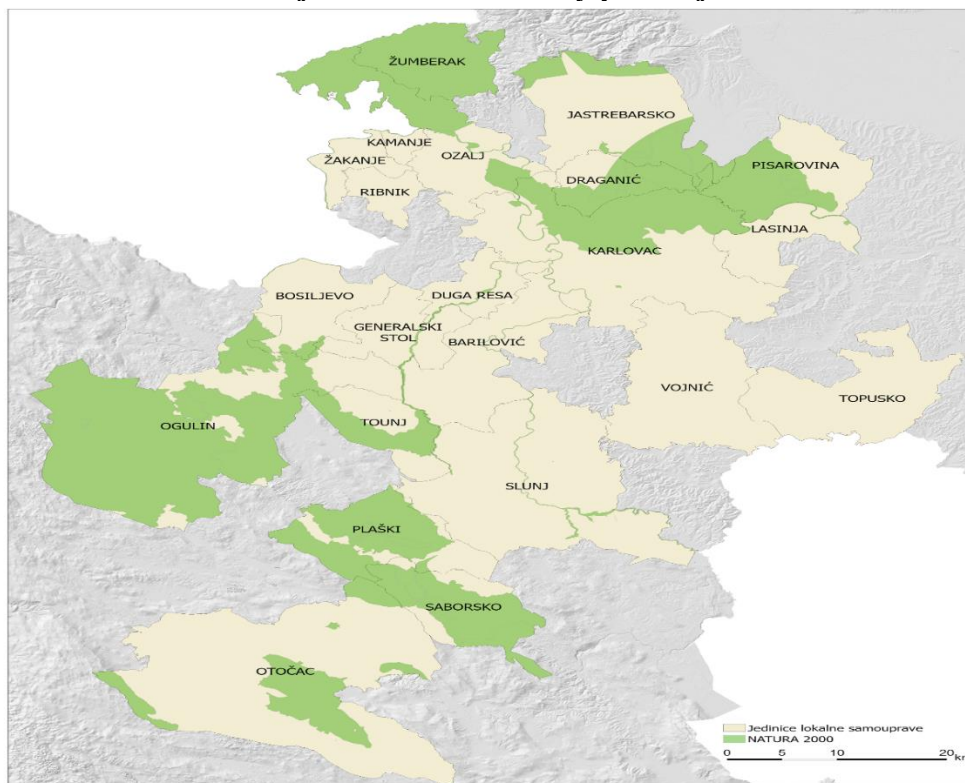 ŽUMBERAK
JASTREBARSKO
KAMANJE
OZALJ
ŽAKANJE
PISAROVINA
DRAGANIĆ
RIBNIK
LASINJA
KARLOVAC
BOSILJEVO
DUGA RESA
GENERALSKI
STOL
BARILOVIĆ
VOJNIĆ
TOPUSKO
OGULIN
TOUNJ
SLUNJ
PLAŠKI
SABORSKO
OTOČAC
Jedinice lokalne samouprave
NATURA 2000
0 5 10 20
km